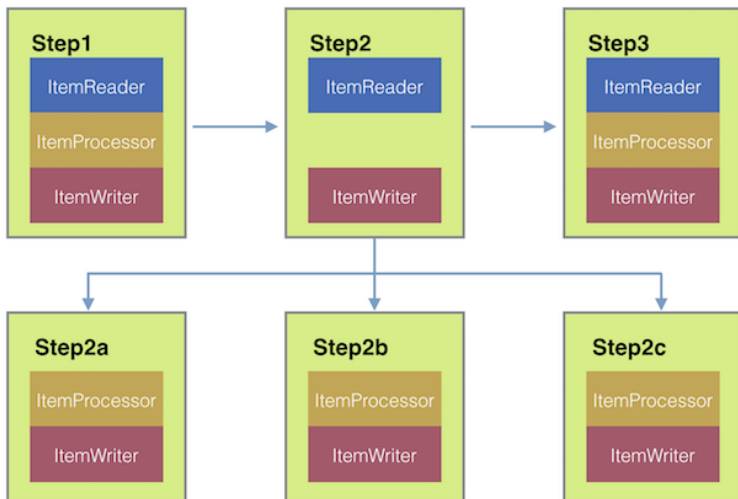 Step1
ItemReader
ItemProcessor
ItemWriter
Step2
ItemReader
ItemWriter
Step3
ItemReader
ItemProcessor
ItemWriter
Step2a
ItemProcessor
ItemWriter
Step2b
ItemProcessor
ItemWriter
Step2c
ItemProcessor
ItemWriter